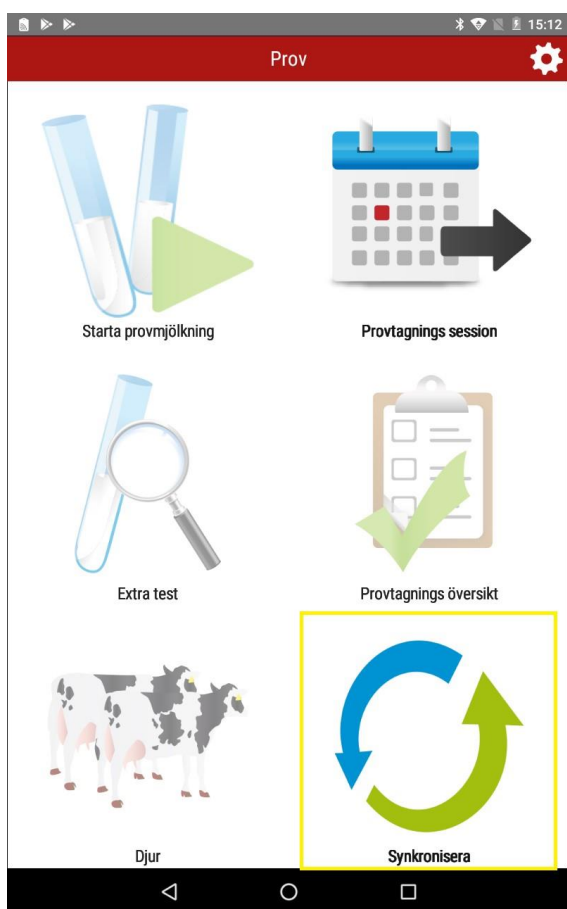 15:12
Prov
Starta provmjölkning
Provtagnings session
Extra test
Provtagnings översikt
Djur
Synkronisera